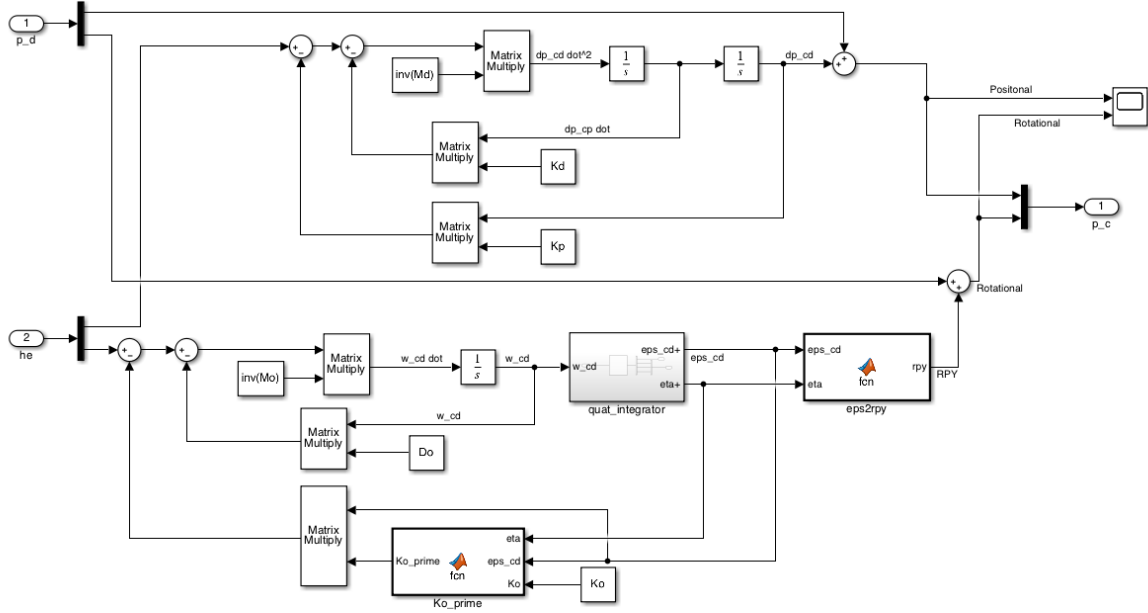 1
p_d
Matrix
Multiply
inv(Md)
dp_cd dot^2
1
s
1
s
dp_cd
+
+
Positonal
Rotational
dp_cp dot
Matrix
Multiply
Kd
Matrix
Multiply
Kp
1
p_c
+
+
Rotational
2
he
+
−
+
−
+
−
+
−
Matrix
Multiply
inv(Mo)
w_cd dot
1
s
w_cd
w_cd
eps_cd+
eta+
quat_integrator
eps_cd
eps_cd
eta
fcn
rpy
eps2rpy
RPY
w_cd
Matrix
Multiply
Do
Matrix
Multiply
Ko_prime
fcn
eta
eps_cd
Ko
Ko_prime
Ko